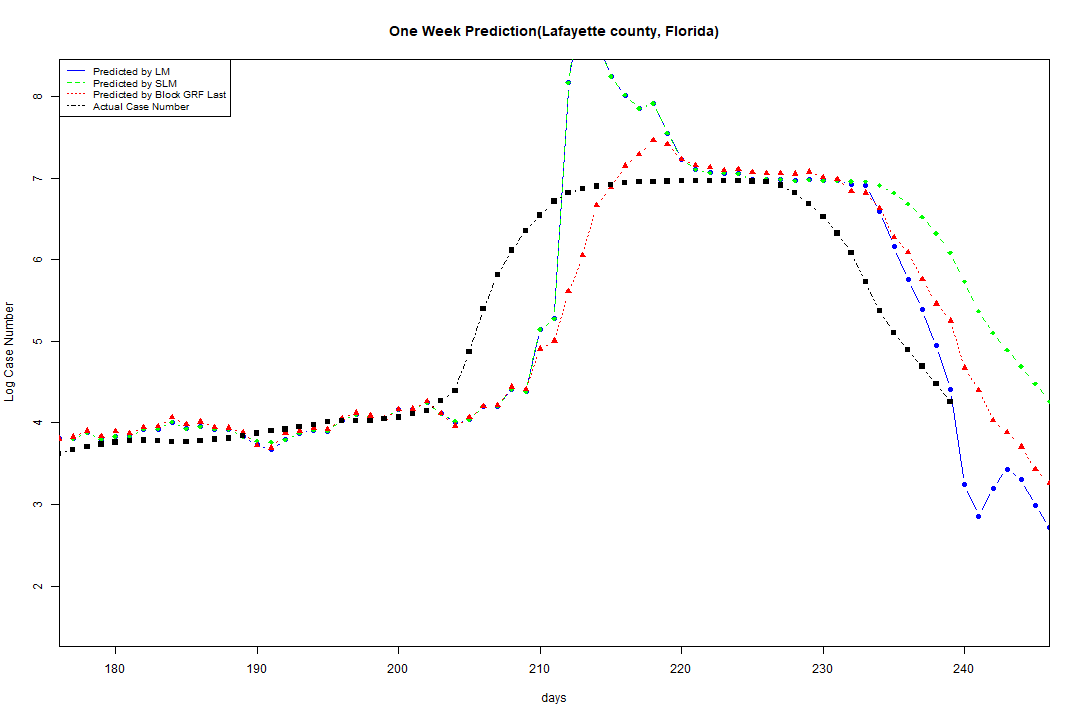 One Week Prediction(Lafayette county, Florida)
Predicted by LM
Predicted by SLM
Predicted by Block GRF Last
Actual Case Number
8
7
6
5
4
3
2
Log Case Number
180 190 200 210 220 230 240
days